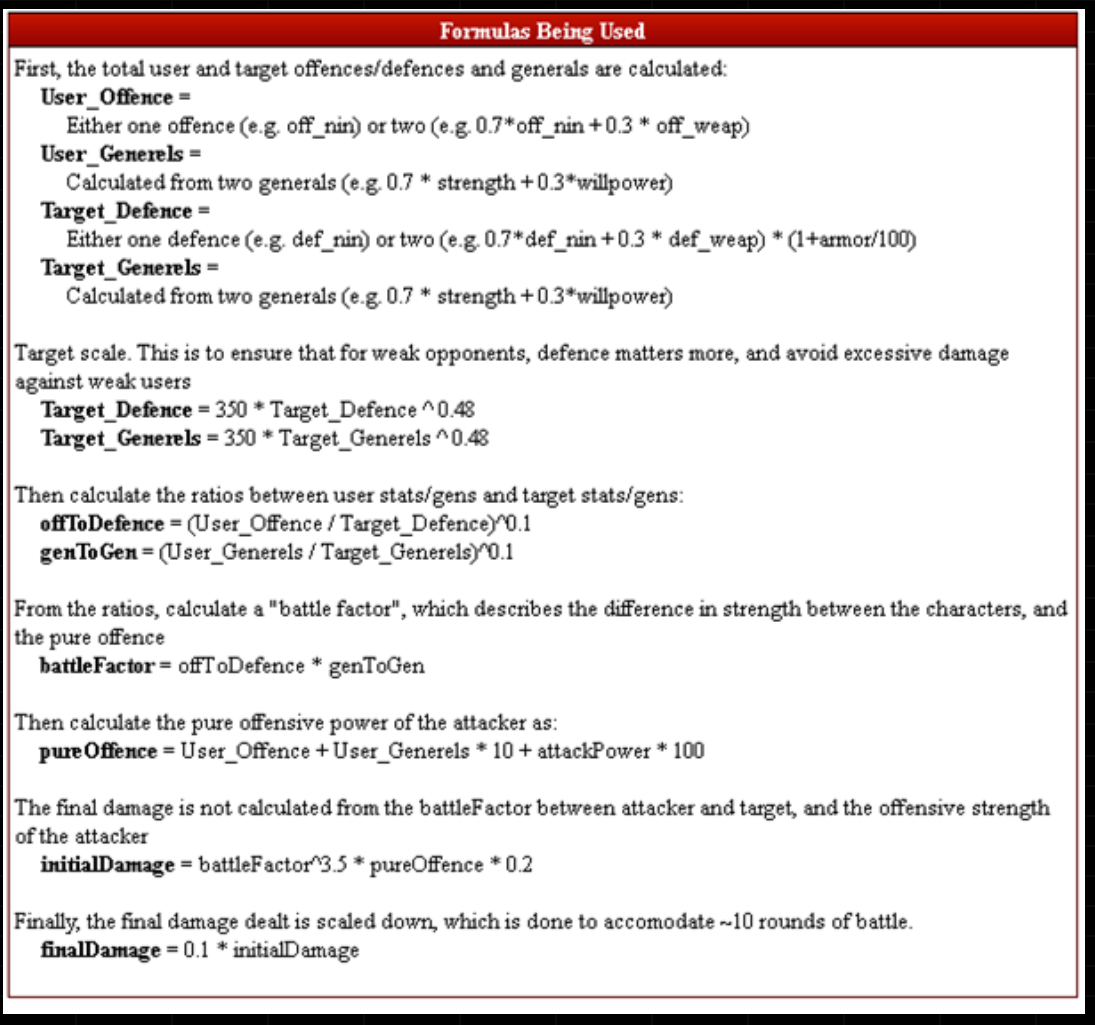 Formulas Being Used
First, the total user and target offences/defences and generals are calculated:
User_Offence =
Either one offence (e.g. off_nin) or two (e.g. 0.7*off_nin + 0.3 * off_weap)
User_Generels =
Calculated from two generals (e.g. 0.7 * strength + 0.3*willpower)
Target_Defence =
Either one defence (e.g. def_nin) or two (e.g. 0.7*def_nin + 0.3 * def_weap) * (1+armor/100)
Target_Generels =
Calculated from two generals (e.g. 0.7 * strength + 0.3*willpower)
Target scale. This is to ensure that for weak opponents, defence matters more, and avoid excessive damage
against weak users
Target_Defence = 350 * Target_Defence ^ 0.48
Target_Generels = 350 * Target_Generels ^ 0.48
Then calculate the ratios between user stats/gens and target stats/gens:
offToDefence = (User_Offence / Target_Defence)^0.1
genToGen = (User_Generels / Target_Generels)^0.1
From the ratios, calculate a "battle factor", which describes the difference in strength between the characters, and
the pure offence
battleFactor = offToDefence * genToGen
Then calculate the pure offensive power of the attacker as:
pureOffence = User_Offence + User_Generels * 10 + attackPower * 100
The final damage is not calculated from the battleFactor between attacker and target, and the offensive strength
of the attacker
initialDamage = battleFactor^3.5 * pureOffence * 0.2
Finally, the final damage dealt is scaled down, which is done to accomodate ~10 rounds of battle.
finalDamage = 0.1 * initialDamage